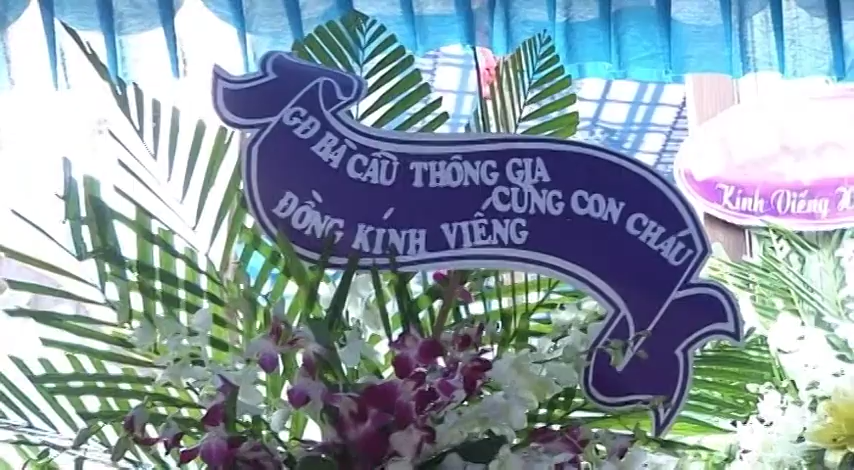 GĐ BÀ CẦU THÔNG GIA
CÙNG CON CHÁU
ĐỒNG KÍNH VIẾNG
Kính Viếng